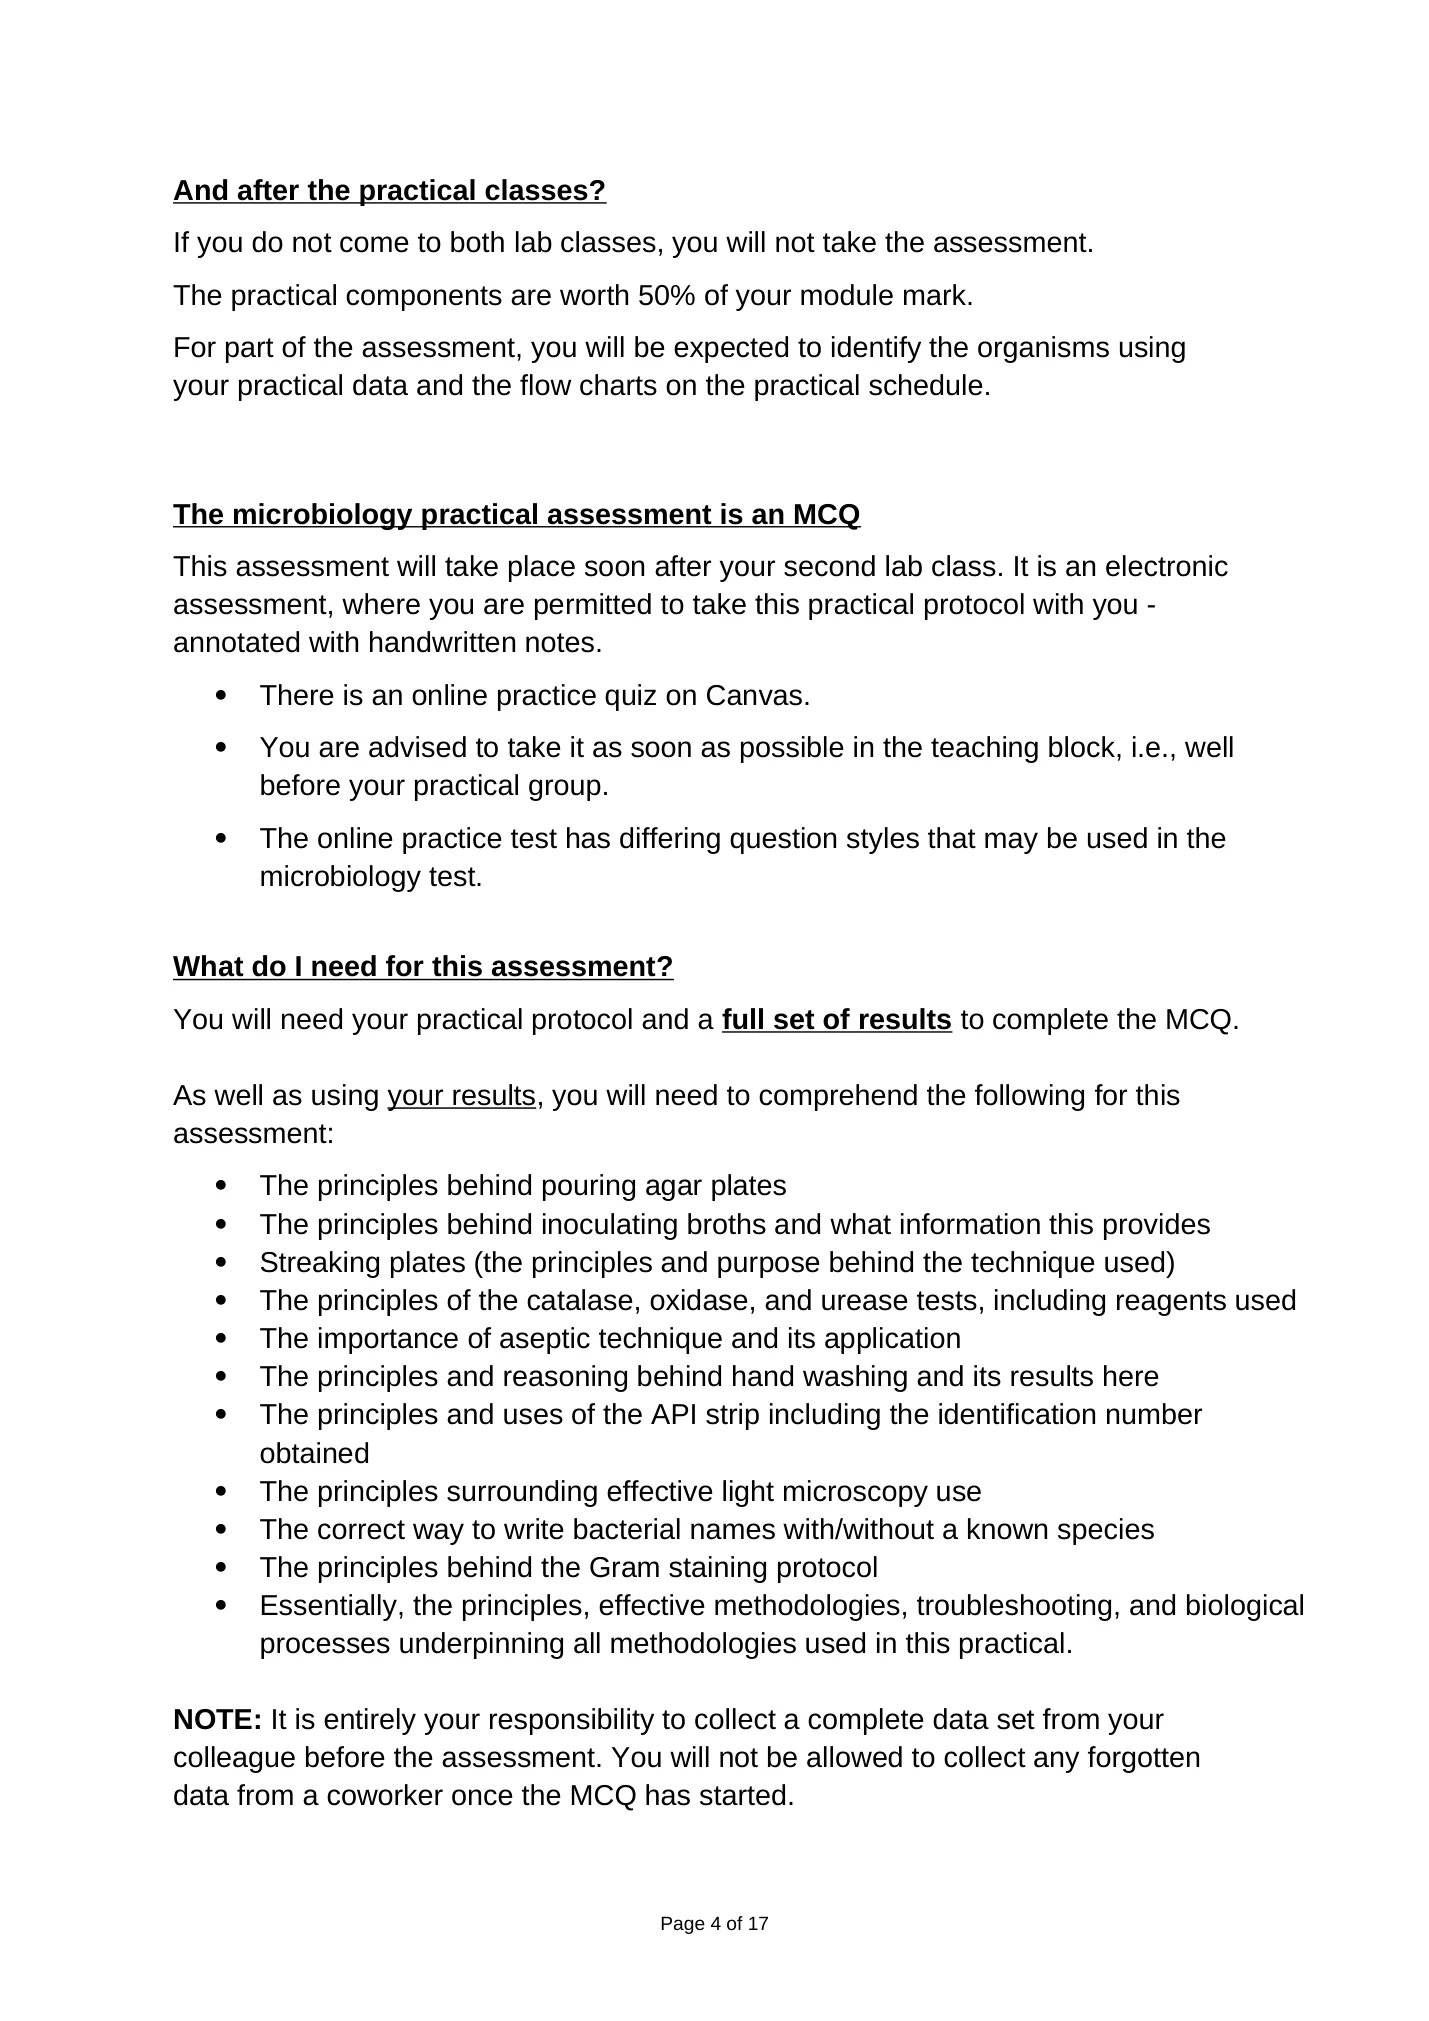 And after the practical classes?
If you do not come to both lab classes, you will not take the assessment.
The practical components are worth 50% of your module mark.
For part of the assessment, you will be expected to identify the organisms using
your practical data and the flow charts on the practical schedule.
The microbiology practical assessment is an MCQ
This assessment will take place soon after your second lab class. It is an electronic
assessment, where you are permitted to take this practical protocol with you -
annotated with handwritten notes.
• There is an online practice quiz on Canvas.
• You are advised to take it as soon as possible in the teaching block, i.e., well
before your practical group.
• The online practice test has differing question styles that may be used in the
microbiology test.
What do I need for this assessment?
You will need your practical protocol and a full set of results to complete the MCQ.
As well as using your results, you will need to comprehend the following for this
assessment:
• The principles behind pouring agar plates
• The principles behind inoculating broths and what information this provides
• Streaking plates (the principles and purpose behind the technique used)
• The principles of the catalase, oxidase, and urease tests, including reagents used
• The importance of aseptic technique and its application
• The principles and reasoning behind hand washing and its results here
• The principles and uses of the API strip including the identification number
obtained
• The principles surrounding effective light microscopy use
• The correct way to write bacterial names with/without a known species
• The principles behind the Gram staining protocol
• Essentially, the principles, effective methodologies, troubleshooting, and biological
processes underpinning all methodologies used in this practical.
NOTE: It is entirely your responsibility to collect a complete data set from your
colleague before the assessment. You will not be allowed to collect any forgotten
data from a coworker once the MCQ has started.
Page 4 of 17